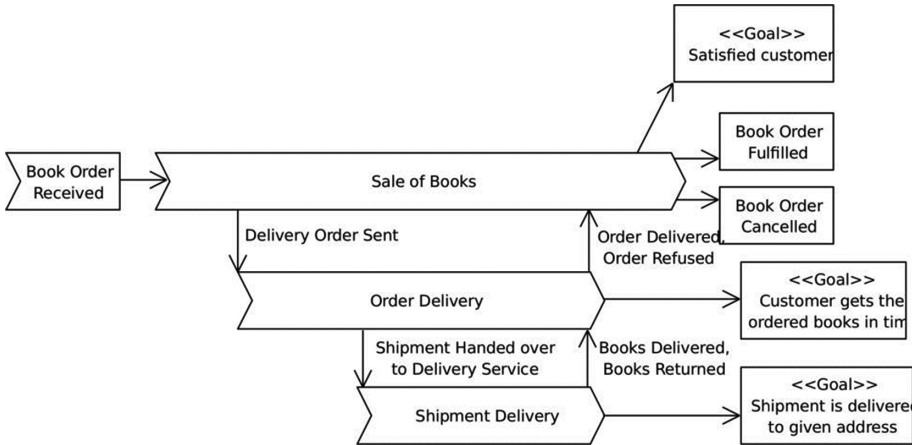 <<Goal>>
Satisfied customer
Book Order
Fulfilled
Book Order
Received
Sale of Books
Book Order
Cancelled
Delivery Order Sent
Order Delivered,
Order Refused
Order Delivery
<<Goal>>
Customer gets the
ordered books in tim
Shipment Handed over
to Delivery Service
Books Delivered,
Books Returned
Shipment Delivery
<<Goal>>
Shipment is delivered
to given address